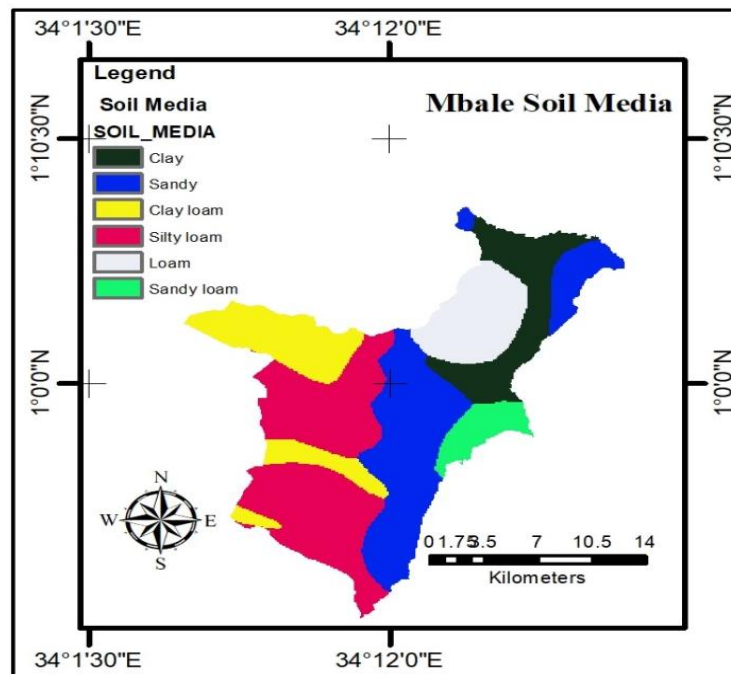 34°1'30"E 34°12'0"E
Legend
Soil Media
SOIL_MEDIA
Clay
Sandy
Clay loam
Silty loam
Loam
Sandy loam
Mbale Soil Media
1°10'30"N 1°10'30"N
1°0'0"N 1°0'0"N
N
W E
S
0 1.75 3.5 7 10.5 14
Kilometers
34°1'30"E 34°12'0"E